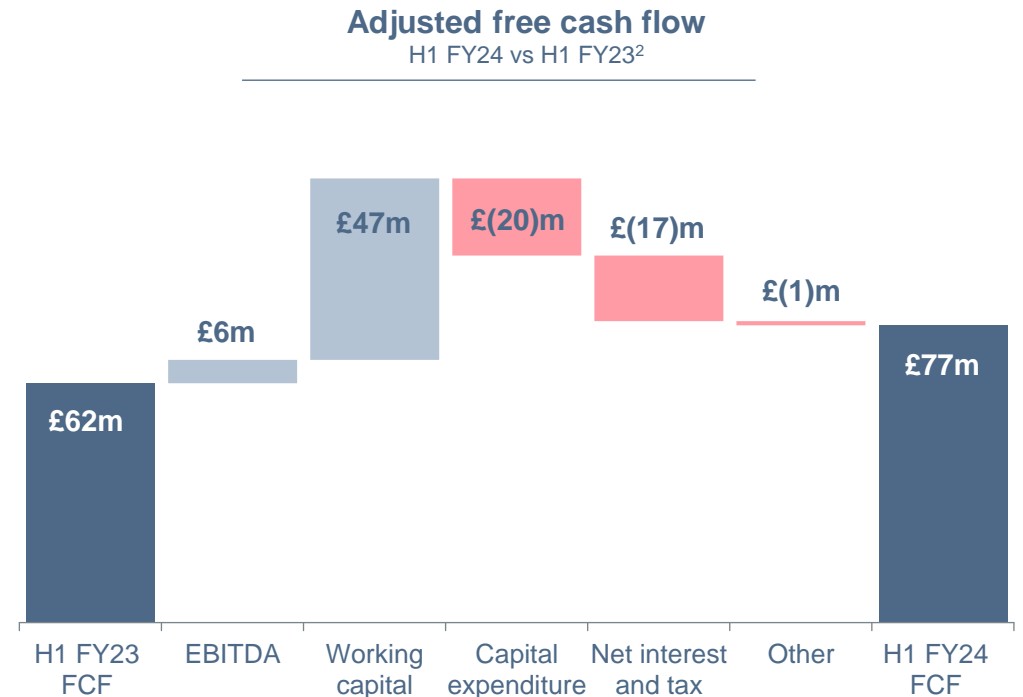 Adjusted free cash flow
H1 FY24 vs H1 FY23²
£62m
£6m
£47m
£(20)m
£(17)m
£(1)m
£77m
H1 FY23
FCF
EBITDA
Working
capital
Capital
expenditure
Net interest
and tax
Other
H1 FY24
FCF